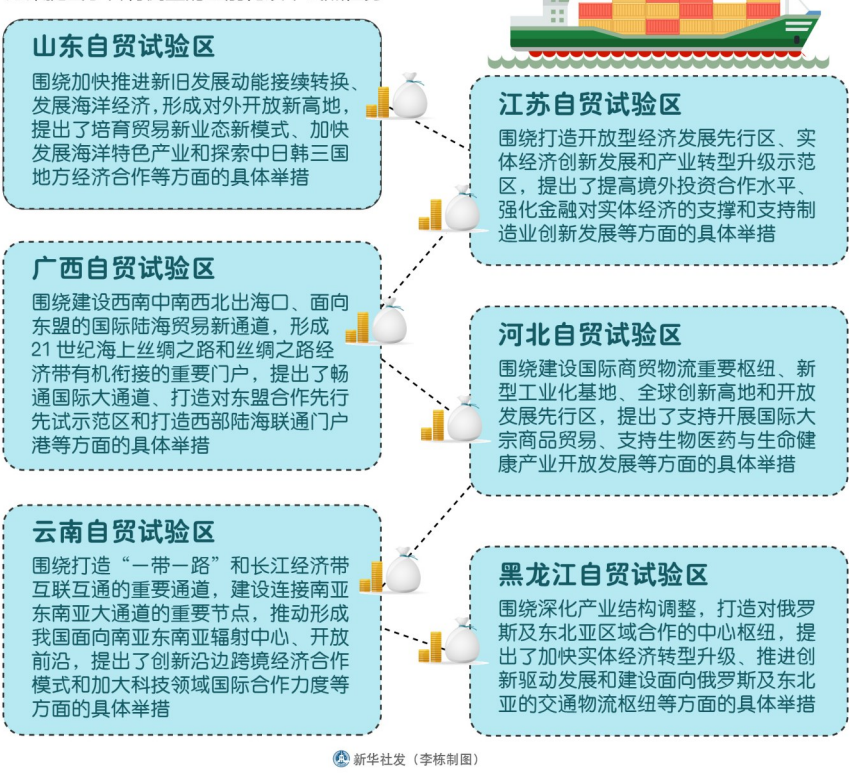 山东自贸试验区
围绕加快推进新旧发展动能接续转换、
发展海洋经济，形成对外开放新高地，
提出了培育贸易新业态新模式、加快
发展海洋特色产业和探索中日韩三国
地方经济合作等方面的具体举措
江苏自贸试验区
围绕打造开放型经济发展先行区、实
体经济创新发展和产业转型升级示范
区，提出了提高境外投资合作水平、
强化金融对实体经济的支撑和支持制
造业创新发展等方面的具体举措
广西自贸试验区
围绕建设西南中南西北出海口、面向
东盟的国际陆海贸易新通道，形成
21世纪海上丝绸之路和丝绸之路经
济带有机衔接的重要门户，提出了畅
通国际大通道、打造对东盟合作先行
先试示范区和打造西部陆海联通门户
港等方面的具体举措
河北自贸试验区
围绕建设国际商贸物流重要枢纽、新
型工业化基地、全球创新高地和开放
发展先行区，提出了支持开展国际大
宗商品贸易、支持生物医药与生命健
康产业开放发展等方面的具体举措
云南自贸试验区
围绕打造“一带一路”和长江经济带
互联互通的重要通道，建设连接南亚
东南亚大通道的重要节点，推动形成
我国面向南亚东南亚辐射中心、开放
前沿，提出了创新沿边跨境经济合作
模式和加大科技领域国际合作力度等
方面的具体举措
黑龙江自贸试验区
围绕深化产业结构调整，打造对俄罗
斯及东北亚区域合作的中心枢纽，提
出了加快实体经济转型升级、推进创
新驱动发展和建设面向俄罗斯及东北
亚的交通物流枢纽等方面的具体举措
新华社发（李栋制图）